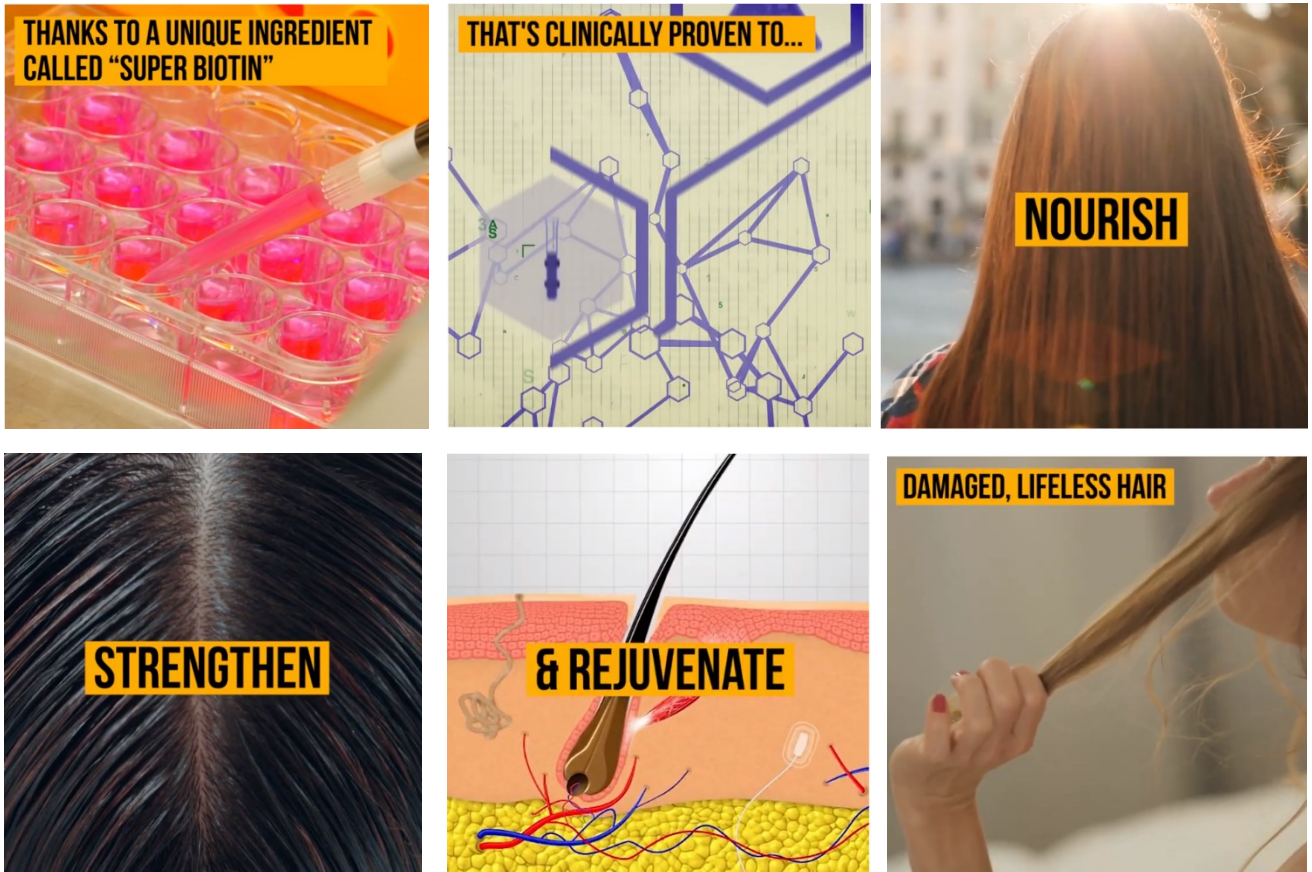 THANKS TO A UNIQUE INGREDIENT
CALLED “SUPER BIOTIN”
THAT'S CLINICALLY PROVEN TO...
NOURISH
STRENGTHEN
& REJUVENATE
DAMAGED, LIFELESS HAIR